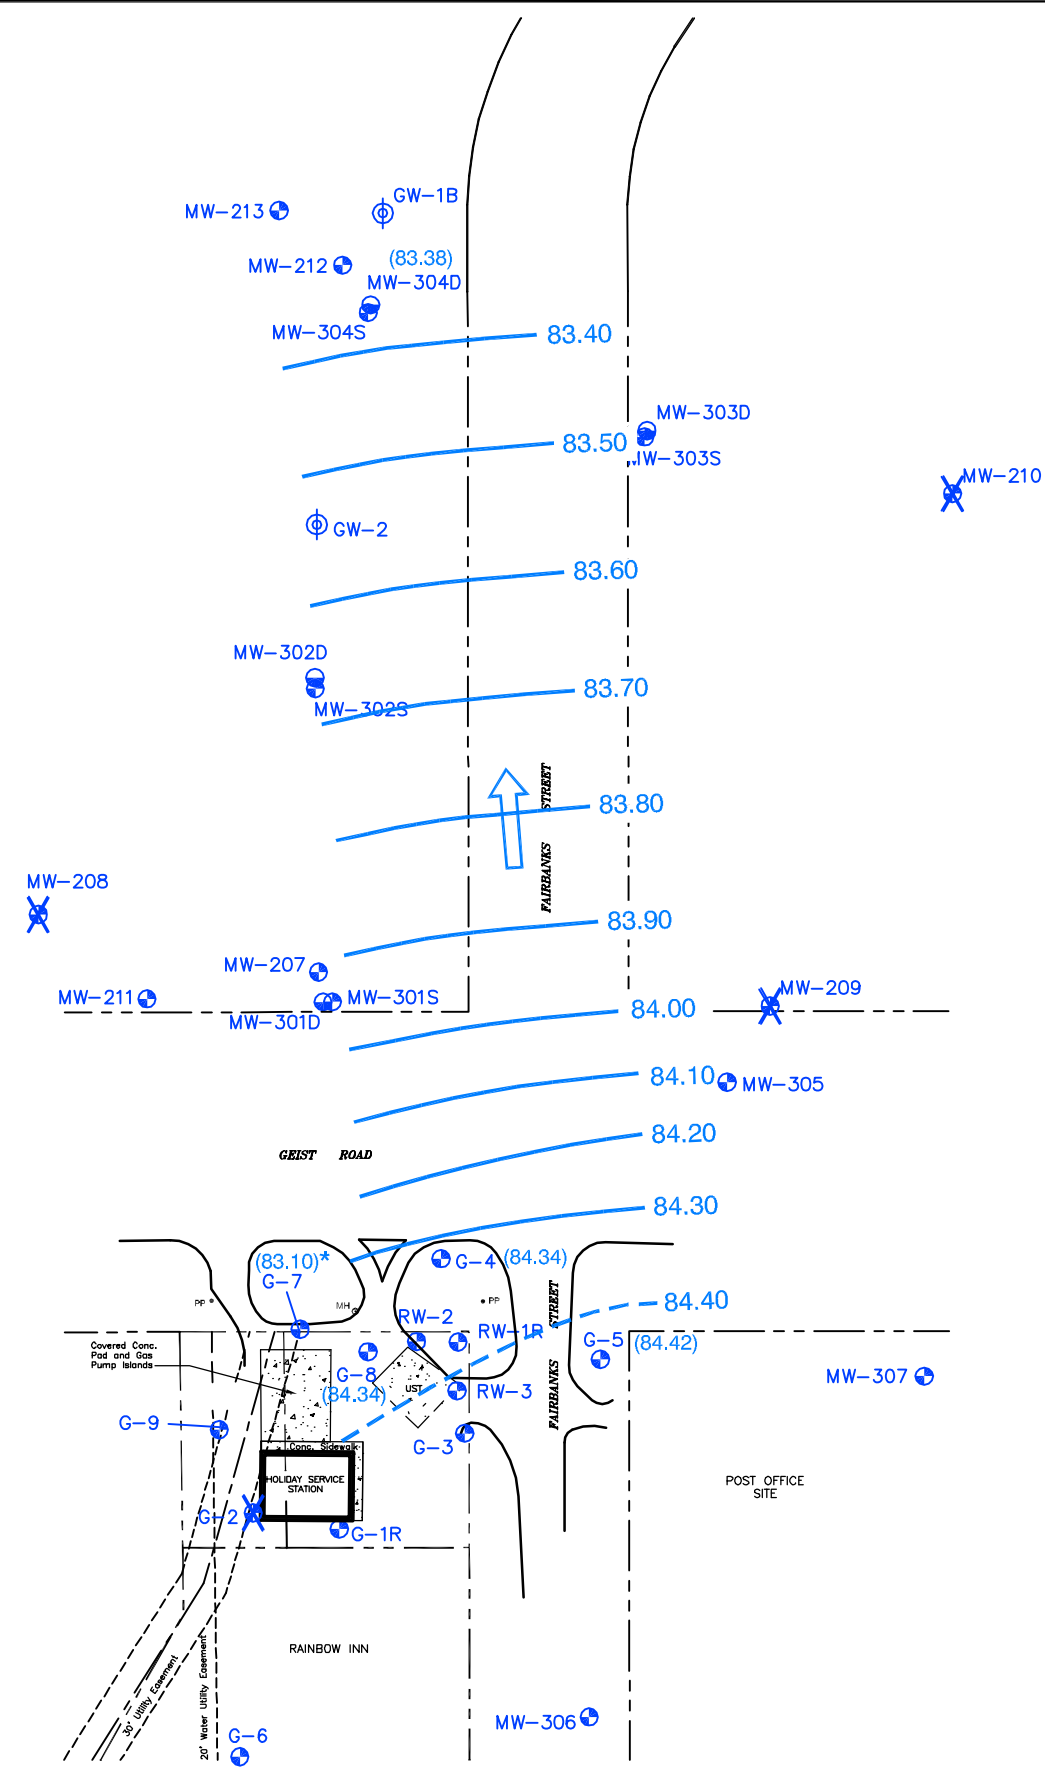 GW-1B
MW-213
(83.38)
MW-212
MW-304D
MW-304S
83.40
MW-303D
83.50
MW-303S
MW-210
GW-2
83.60
MW-302D
83.70
MW-302S
83.80
FAIRBANKS STREET
MW-208
83.90
MW-207
MW-209
MW-211
MW-301S
84.00
MW-301D
84.10
MW-305
84.20
GEIST ROAD
84.30
(83.10)*
G-4
(84.34)
G-7
PP
MH
PP
84.40
FAIRBANKS STREET
RW-2
RW-1R
G-5
(84.42)
Covered Conc.
Pad and Gas
Pump Islands
G-8
(84.34)
UST
RW-3
MW-307
G-9
G-3
Conc. Sidewalk
HOLIDAY SERVICE
STATION
POST OFFICE
SITE
G-2
G-1R
RAINBOW INN
30' Utility Easement
20' Water Utility Easement
MW-306
G-6